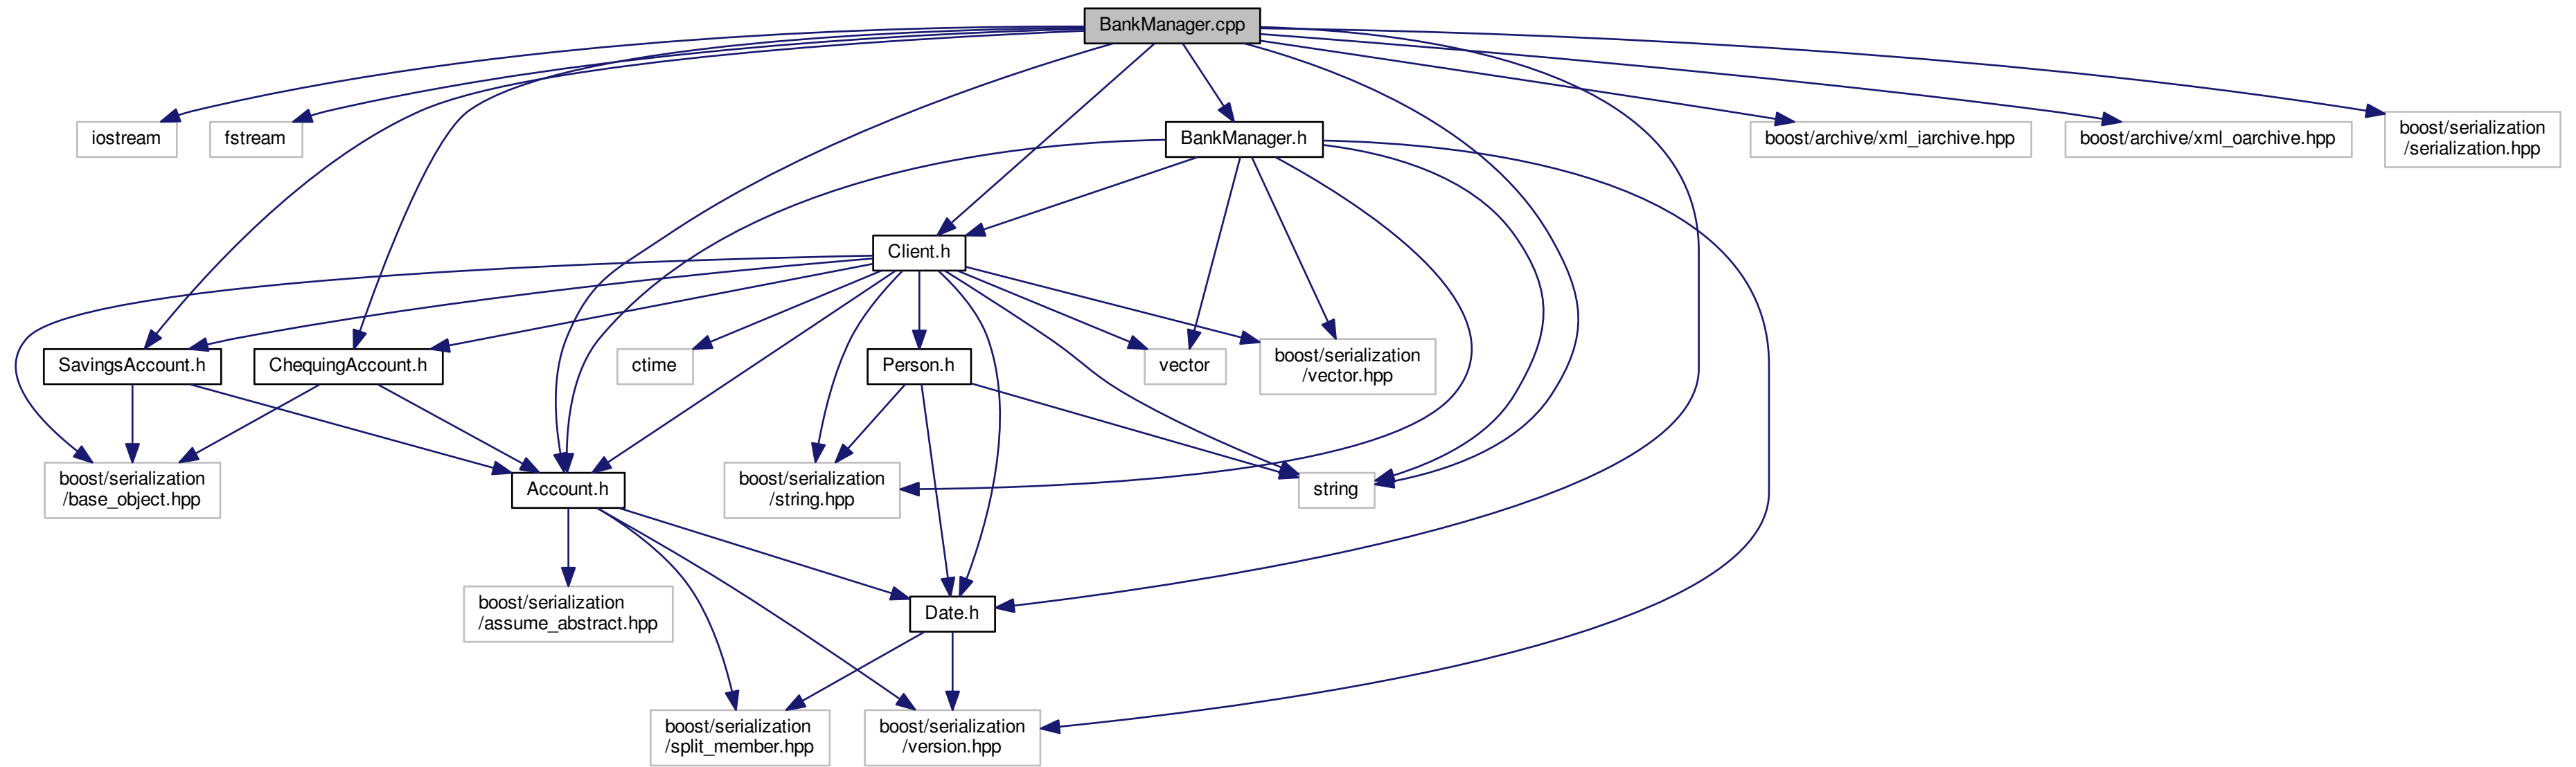 BankManager.cpp
iostream
fstream
BankManager.h
boost/archive/xml_iarchive.hpp
boost/archive/xml_oarchive.hpp
boost/serialization
/serialization.hpp
Client.h
SavingsAccount.h
ChequingAccount.h
ctime
Person.h
vector
boost/serialization
/vector.hpp
boost/serialization
/base_object.hpp
Account.h
boost/serialization
/string.hpp
string
boost/serialization
/assume_abstract.hpp
Date.h
boost/serialization
/split_member.hpp
boost/serialization
/version.hpp